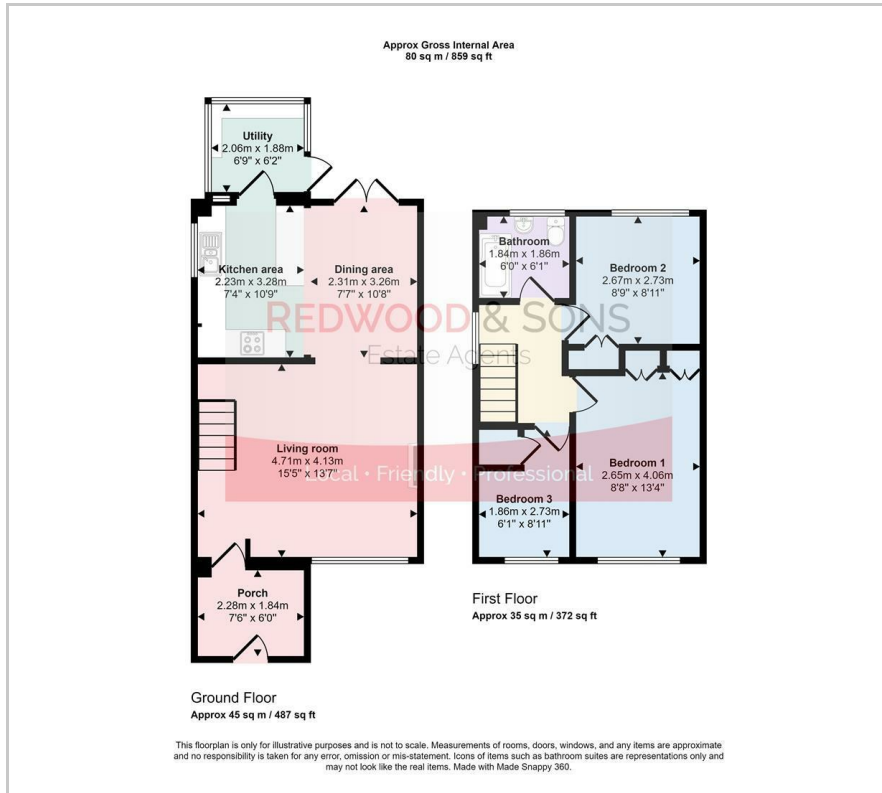 Approx Gross Internal Area
80 sq m / 859 sq ft
Utility
2.06m x 1.88m
6'9" x 6'2"
Kitchen area
2.23m x 3.28m
7'4" x 10'9"
Dining area
2.31m x 3.26m
7'7" x 10'8"
Bathroom
1.84m x 1.86m
6'0" x 6'1"
Bedroom 2
2.67m x 2.73m
8'9" x 8'11"
REDWOOD & SONS
Estate Agents
Living room
4.71m x 4.13m
15'5" x 13'7"
Bedroom 1
2.65m x 4.06m
8'8" x 13'4"
Local • Friendly • Professional
Bedroom 3
1.86m x 2.73m
6'1" x 8'11"
Porch
2.28m x 1.84m
7'6" x 6'0"
First Floor
Approx 35 sq m / 372 sq ft
Ground Floor
Approx 45 sq m / 487 sq ft
This floorplan is only for illustrative purposes and is not to scale. Measurements of rooms, doors, windows, and any items are approximate
and no responsibility is taken for any error, omission or mis-statement. Icons of items such as bathroom suites are representations only and
may not look like the real items. Made with Made Snappy 360.